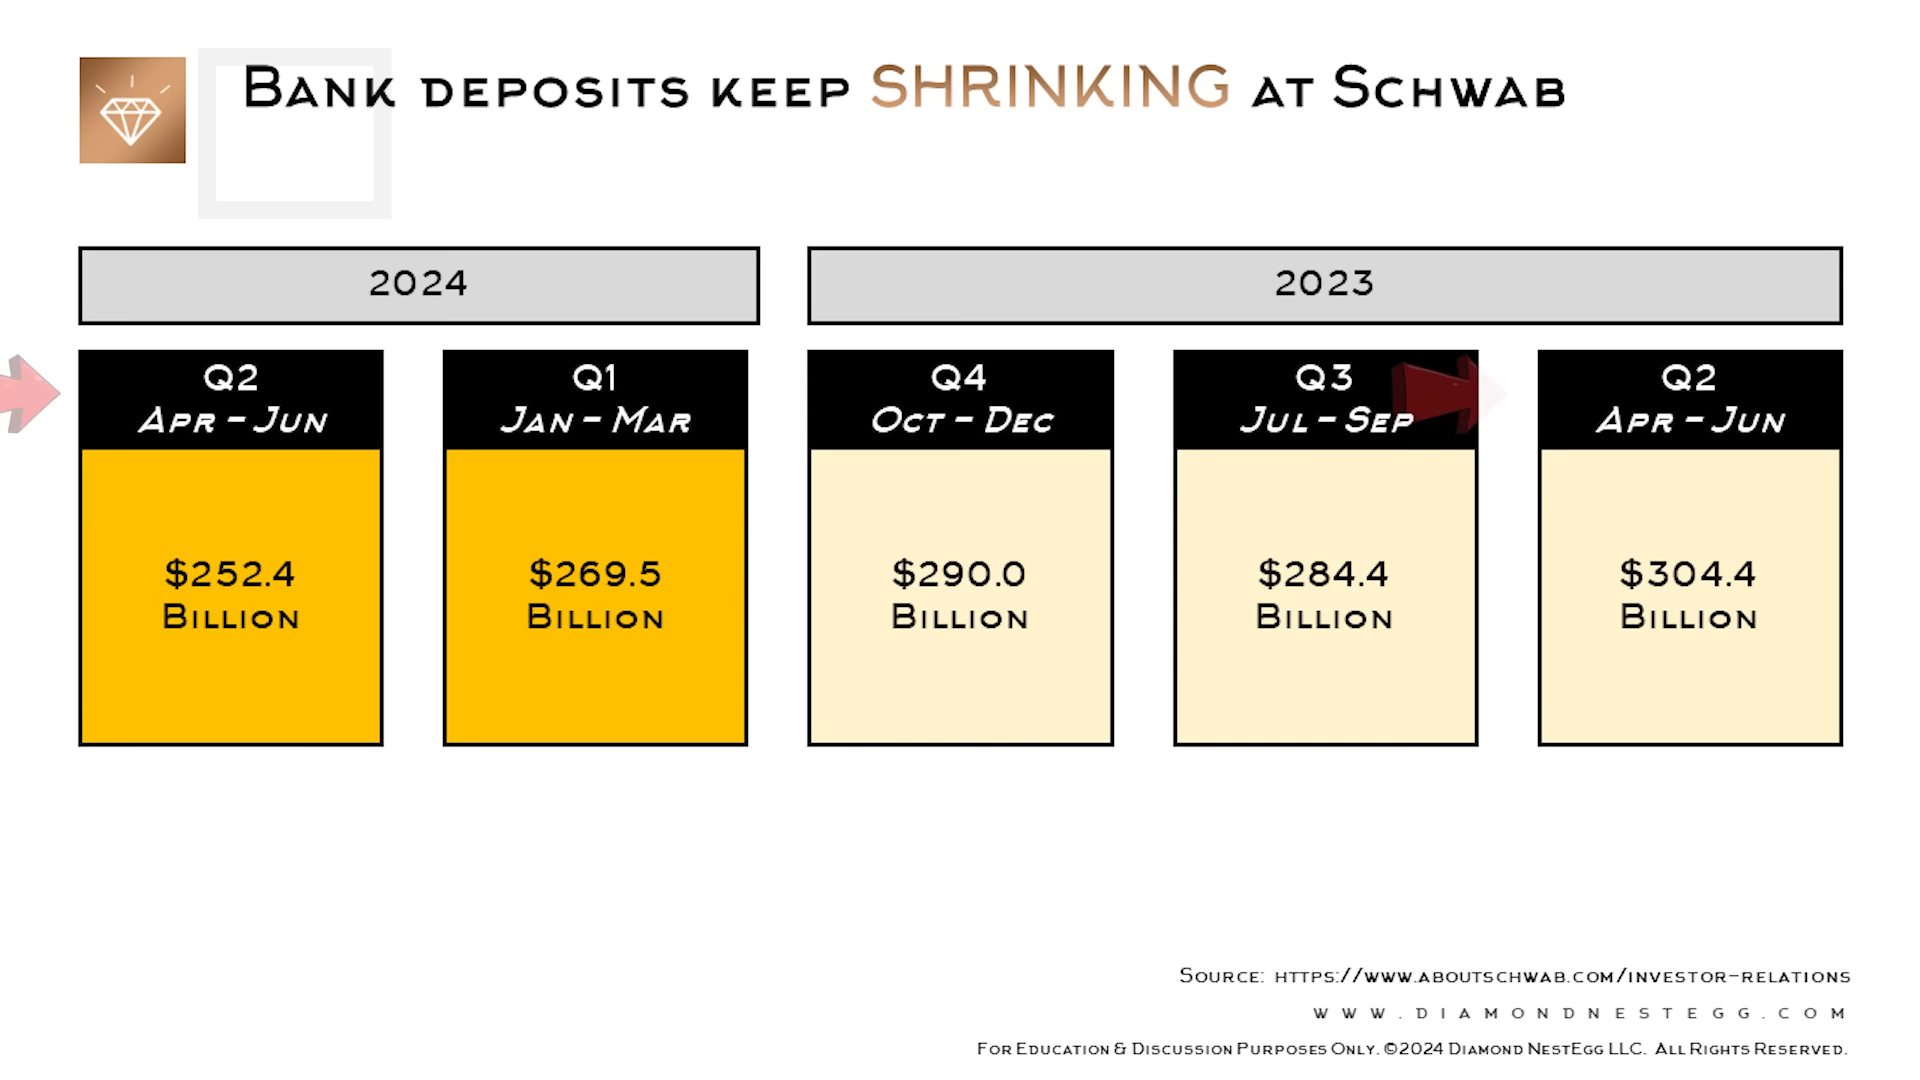 Bank deposits keep SHRINKING at Schwab
2024
2023
Q2
Apr – Jun
Q1
Jan – Mar
Q4
Oct – Dec
Q3
Jul – Sep
Q2
Apr – Jun
$252.4
Billion
$269.5
Billion
$290.0
Billion
$284.4
Billion
$304.4
Billion
Source: https://www.aboutschwab.com/investor-relations
www.diamondnestegg.com
For Education & Discussion Purposes Only. ©2024 Diamond NestEgg LLC. All Rights Reserved.